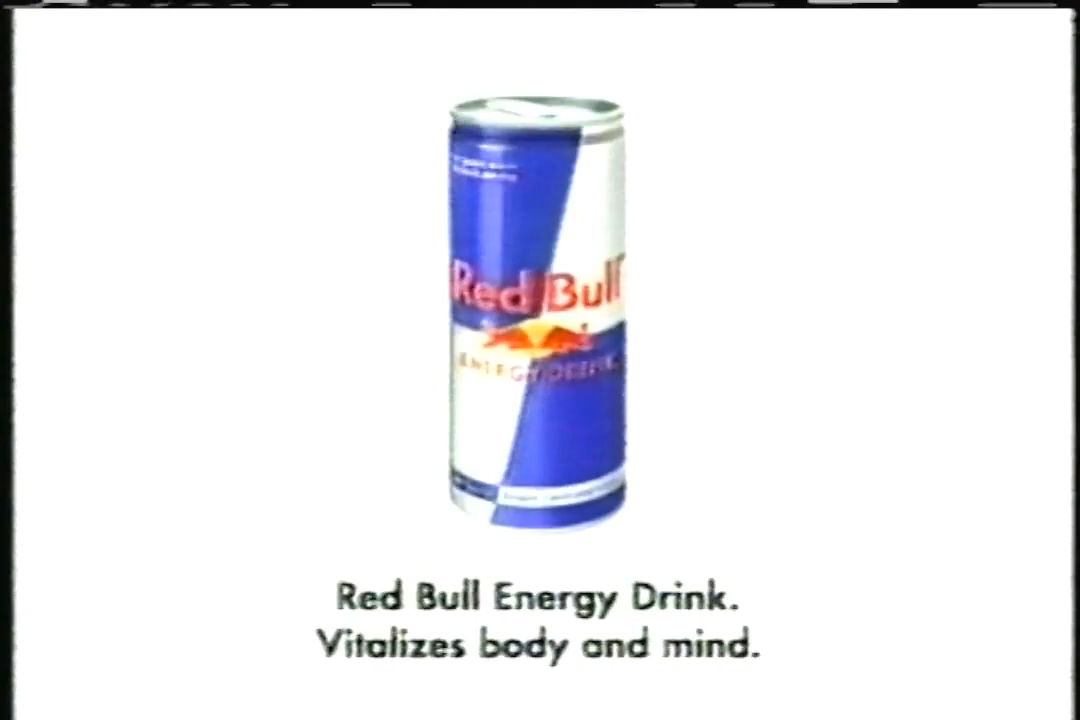 Red Bull
ENERGY DRINK
Red Bull Energy Drink.
Vitalizes body and mind.